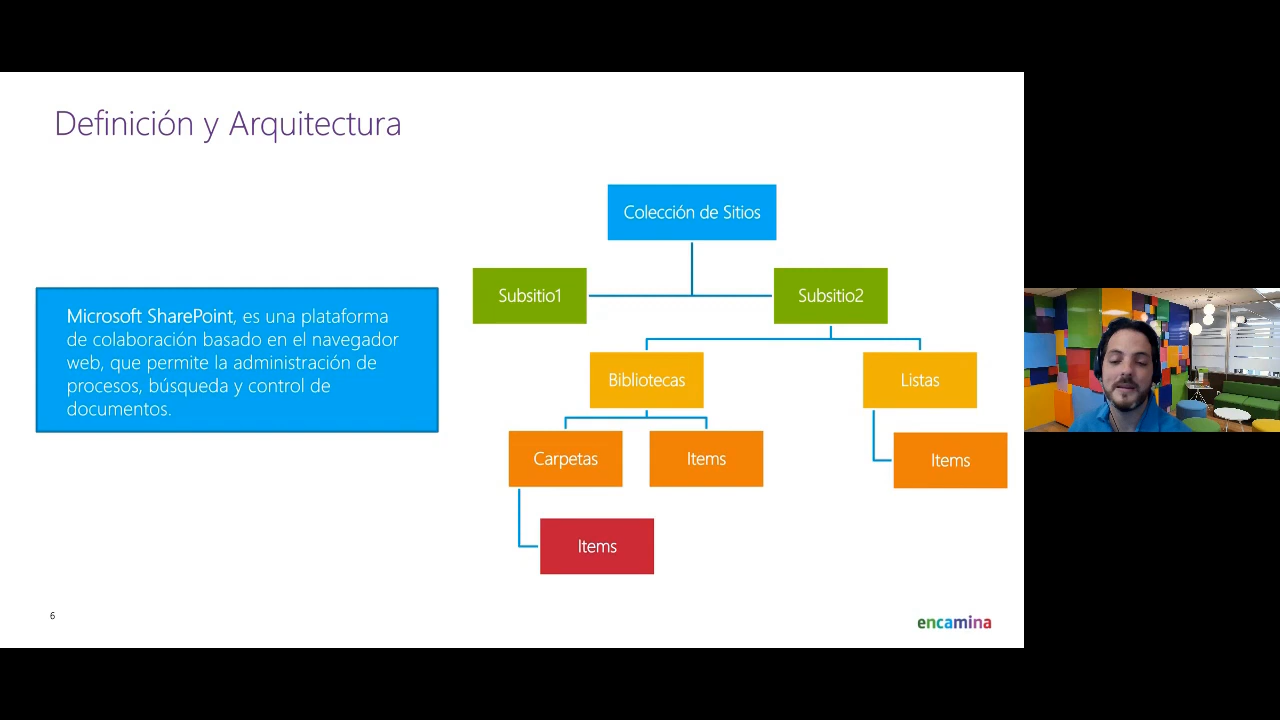 Definición y Arquitectura
Colección de Sitios
Subsitio1
Subsitio2
Microsoft SharePoint, es una plataforma
de colaboración basado en el navegador
web, que permite la administración de
procesos, búsqueda y control de
documentos.
Bibliotecas
Listas
Carpetas
Items
Items
Items
6
encamina